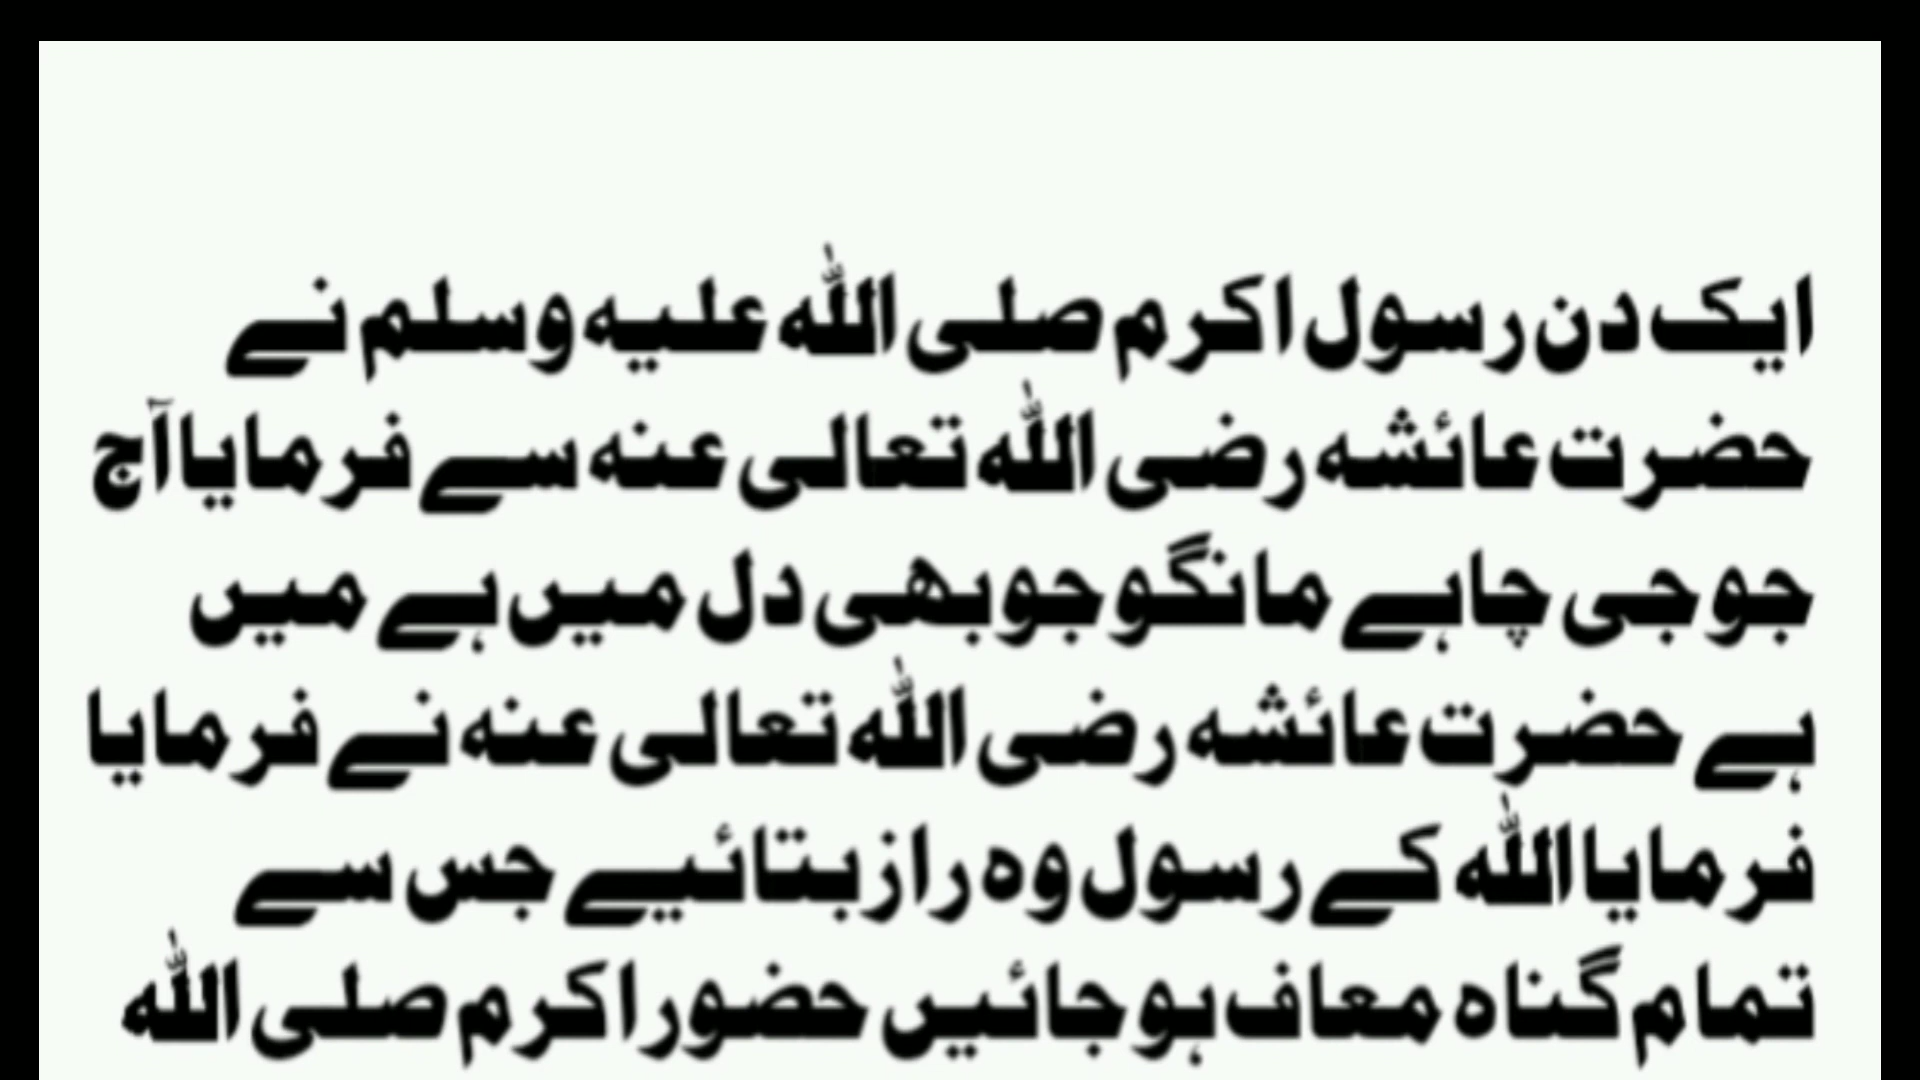 ایک دن رسول اکرم صلی اللہ علیہ وسلم نے
حضرت عائشہ رضی اللہ تعالی عنہ سے فرمایا آج
جو جی چاہے مانگو جو بھی دل میں ہے میں
ہے حضرت عائشہ رضی اللہ تعالی عنہ نے فرمایا
فرمایا اللہ کے رسول وہ راز بتائیے جس سے
تمام گناہ معاف ہو جائیں حضور اکرم صلی اللہ